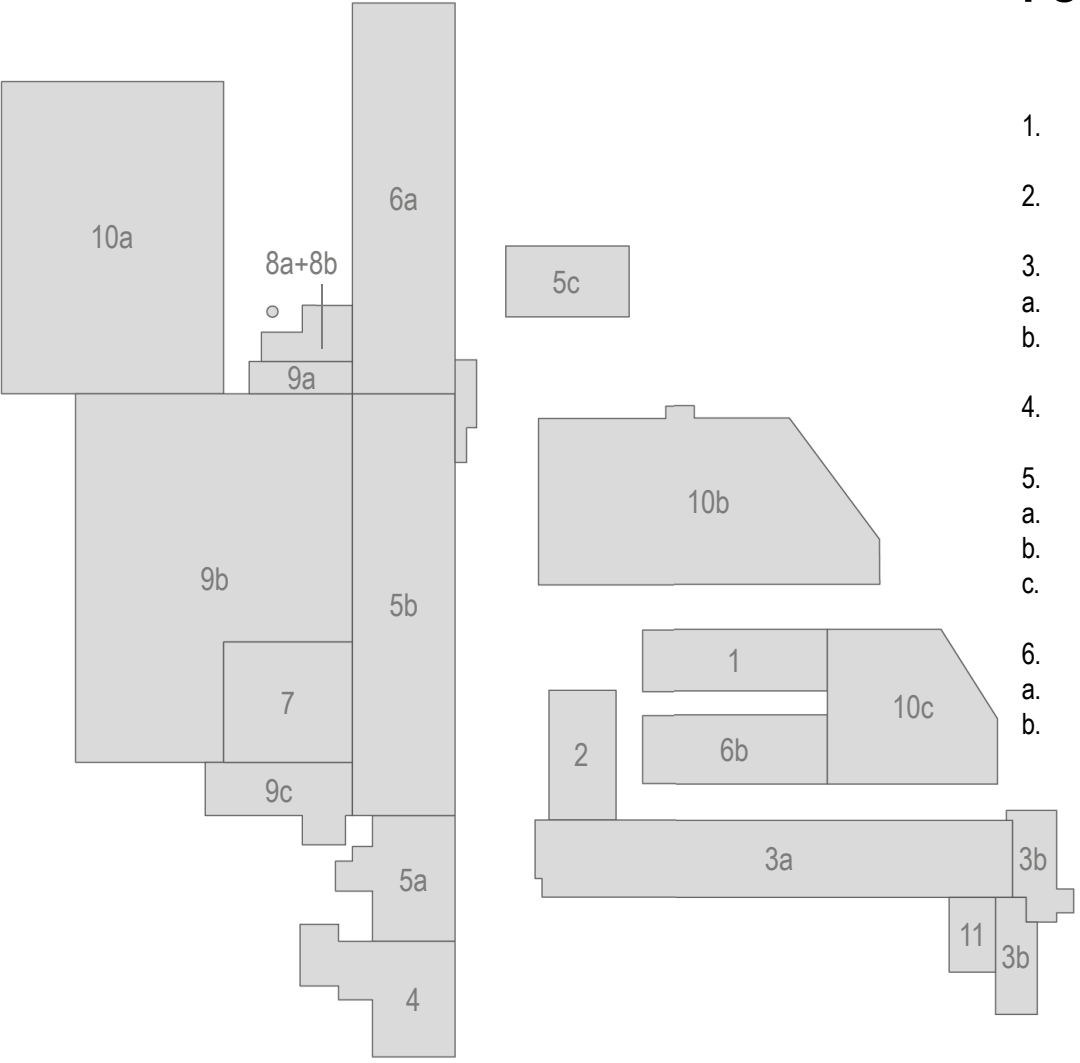 6a
10a
8a+8b
5c
9a
10b
9b
5b
1
7
10c
2
6b
9c
3a
3b
5a
11
3b
4
1.
2.
3.
a.
b.
4.
5.
a.
b.
c.
6.
a.
b.